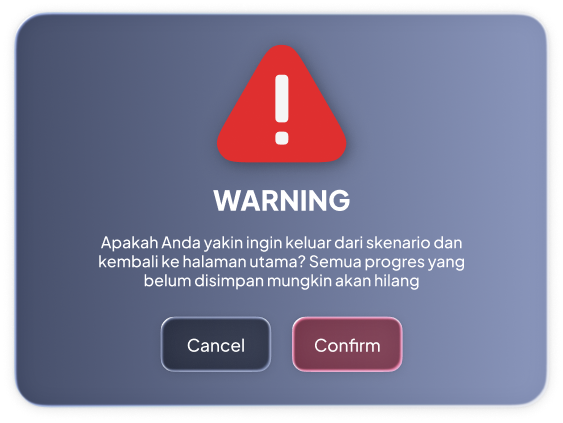 WARNING
Apakah Anda yakin ingin keluar dari skenario dan
kembali ke halaman utama? Semua progres yang
belum disimpan mungkin akan hilang
Cancel
Confirm